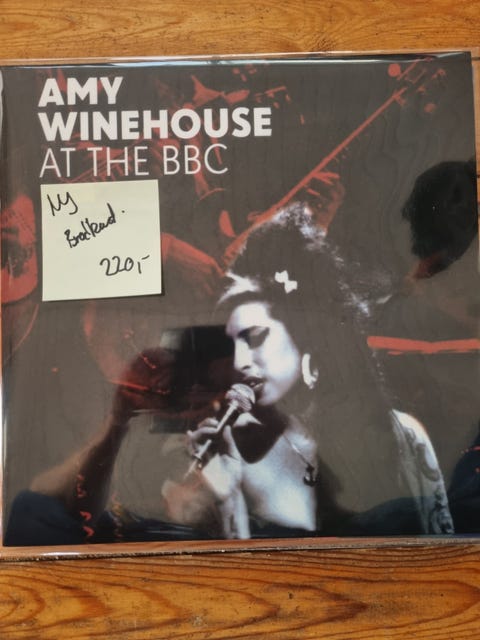 AMY
WINEHOUSE
AT THE BBC
Ny
220,-